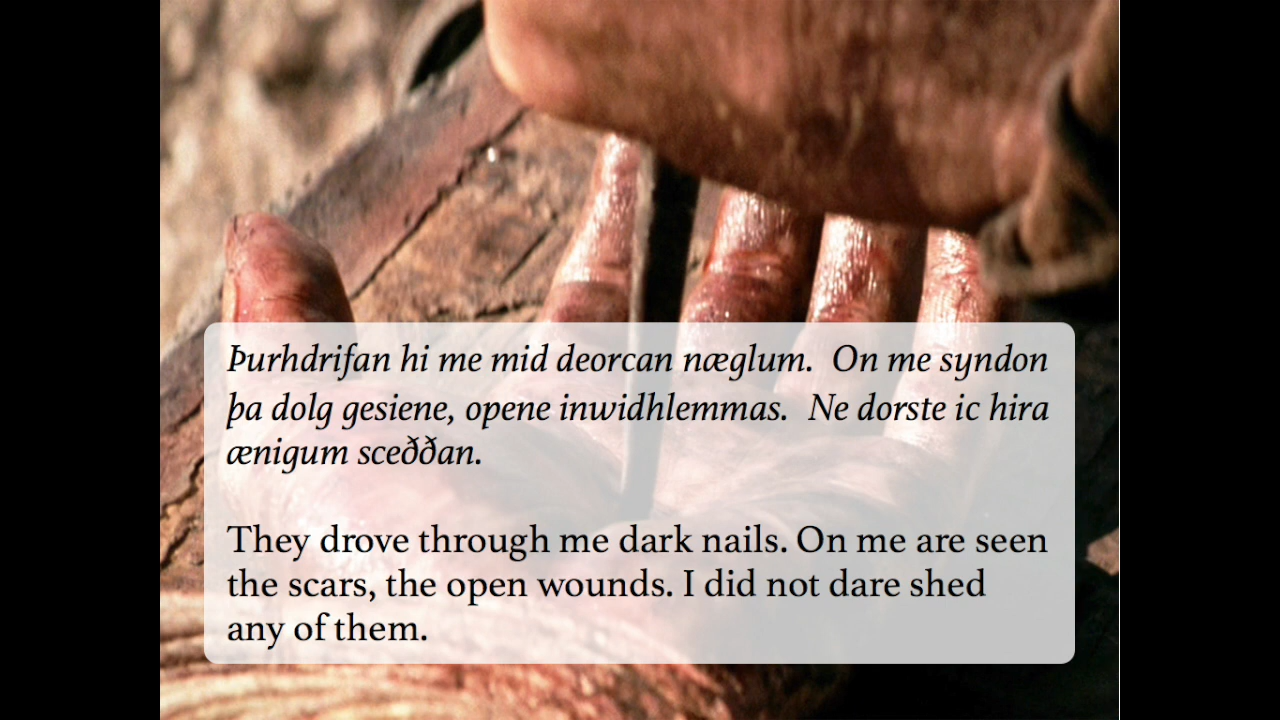 Þurhdrifan hi me mid deorcan næglum.  On me syndon
þa dolg gesiene, opene inwidhlemmas.  Ne dorste ic hira
ænigum sceððan.
They drove through me dark nails. On me are seen
the scars, the open wounds. I did not dare shed
any of them.